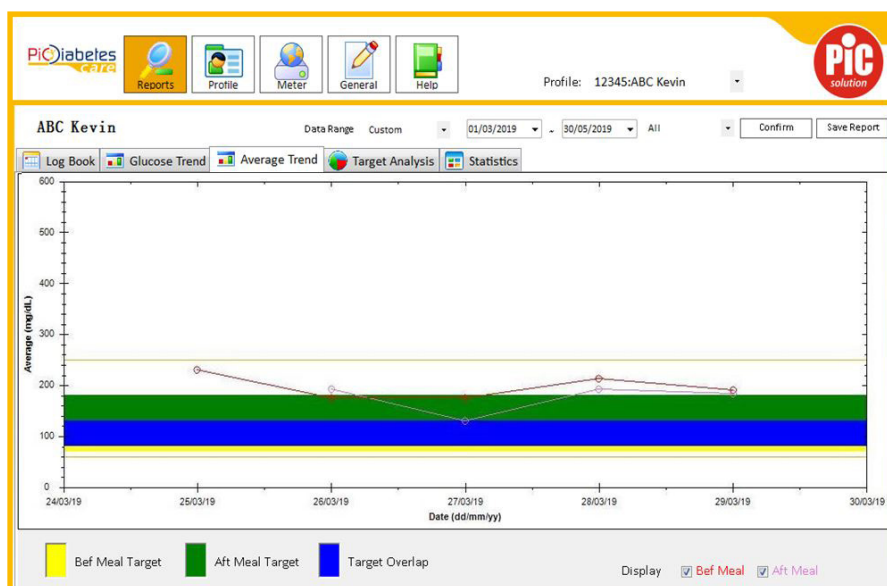 PiC Diabetes
care
Reports
Profile
Meter
General
Help
Profile: 12345:ABC Kevin
PiC
solution
ABC Kevin
Data Range Custom 01/03/2019 ~ 30/05/2019 All Confirm Save Report
Log Book Glucose Trend Average Trend Target Analysis Statistics
Average (mg/dL)
600
500
400
300
200
100
0
24/03/19 25/03/19 26/03/19 27/03/19 28/03/19 29/03/19 30/03/19
Date (dd/mm/yy)
Bef Meal Target Aft Meal Target Target Overlap
Display Bef Meal Aft Meal